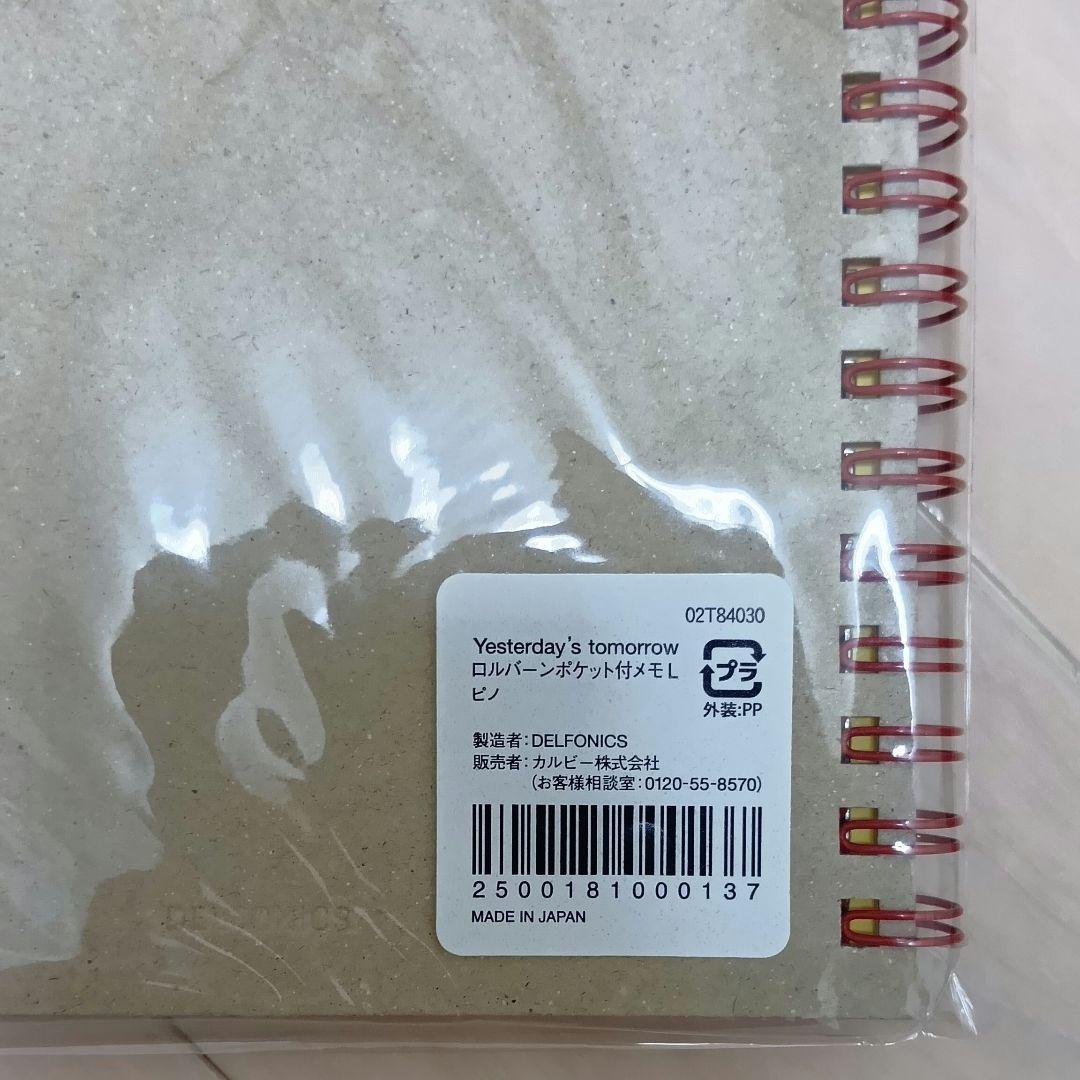 02T84030
Yesterday's tomorrow
ロルバーンポケット付メモ L
ピノ
プラ
外装:PP
製造者:DELFONICS
販売者:カルビー株式会社
(お客様相談室:0120-55-8570)
2500181000137
MADE IN JAPAN
DELFONICS